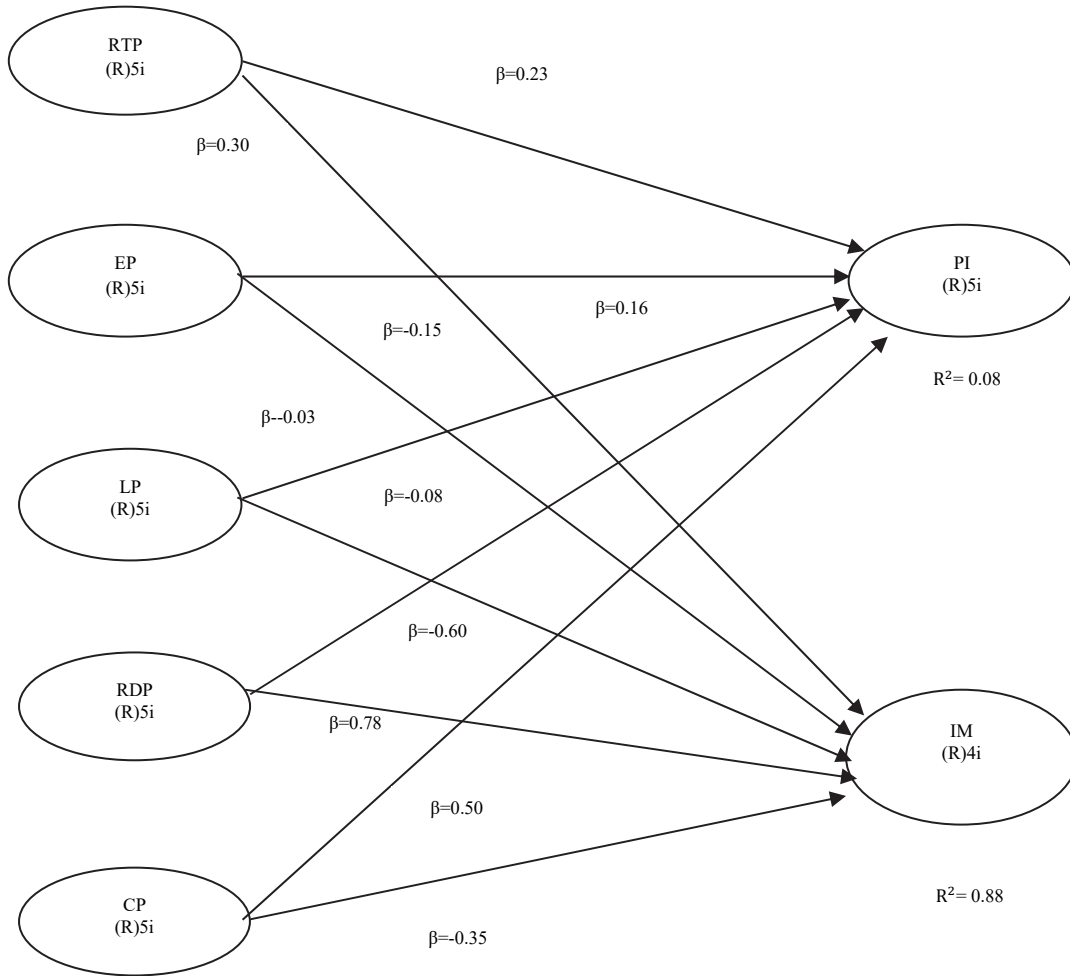 RTP
(R)5i
β=0.23
β=0.30
EP
(R)5i
PI
(R)5i
β=0.16
β=-0.15
R²= 0.08
β--0.03
LP
(R)5i
β=-0.08
β=-0.60
RDP
(R)5i
β=0.78
IM
(R)4i
β=0.50
R²= 0.88
CP
(R)5i
β=-0.35